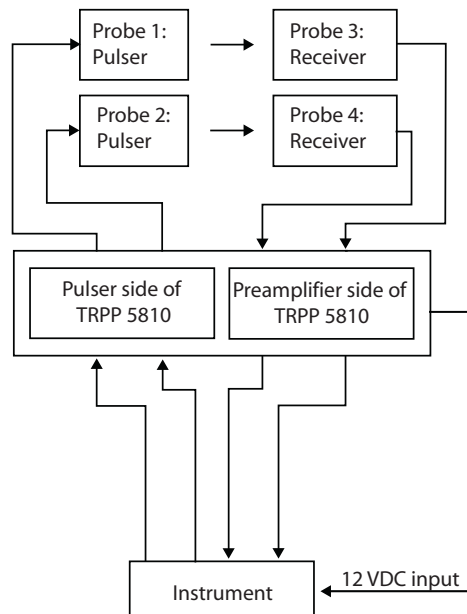 Probe 1:
Pulser
Probe 3:
Receiver
Probe 2:
Pulser
Probe 4:
Receiver
Pulser side of
TRPP 5810
Preamplifier side of
TRPP 5810
12 VDC input
Instrument